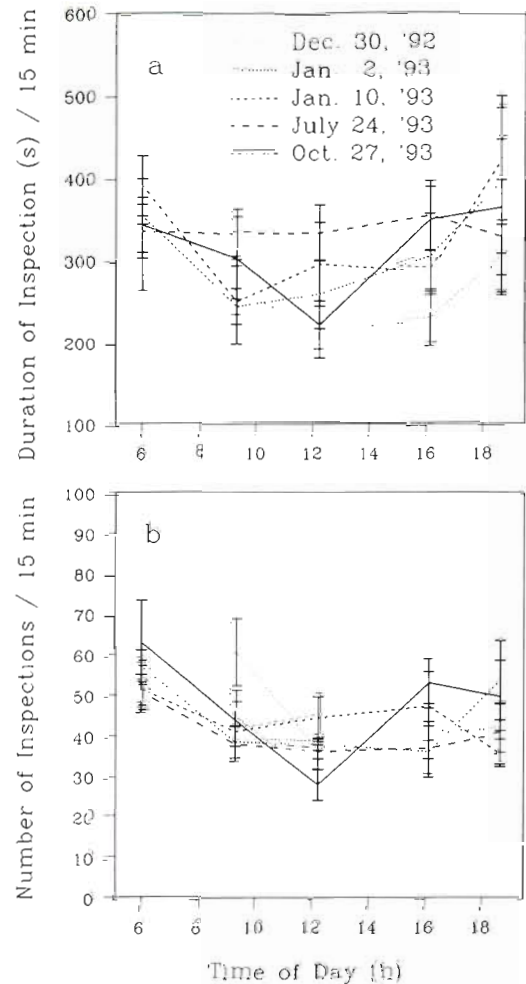 600
500
400
300
200
100
Duration of Inspection (s) / 15 min
a
Dec. 30, '92
Jan. 2, '93
Jan. 10, '93
July 24, '93
Oct. 27, '93
6 8 10 12 14 16 18
100
90
80
70
60
50
40
30
20
10
0
Number of Inspections / 15 min
b
6 8 10 12 14 16 18
Time of Day (h)